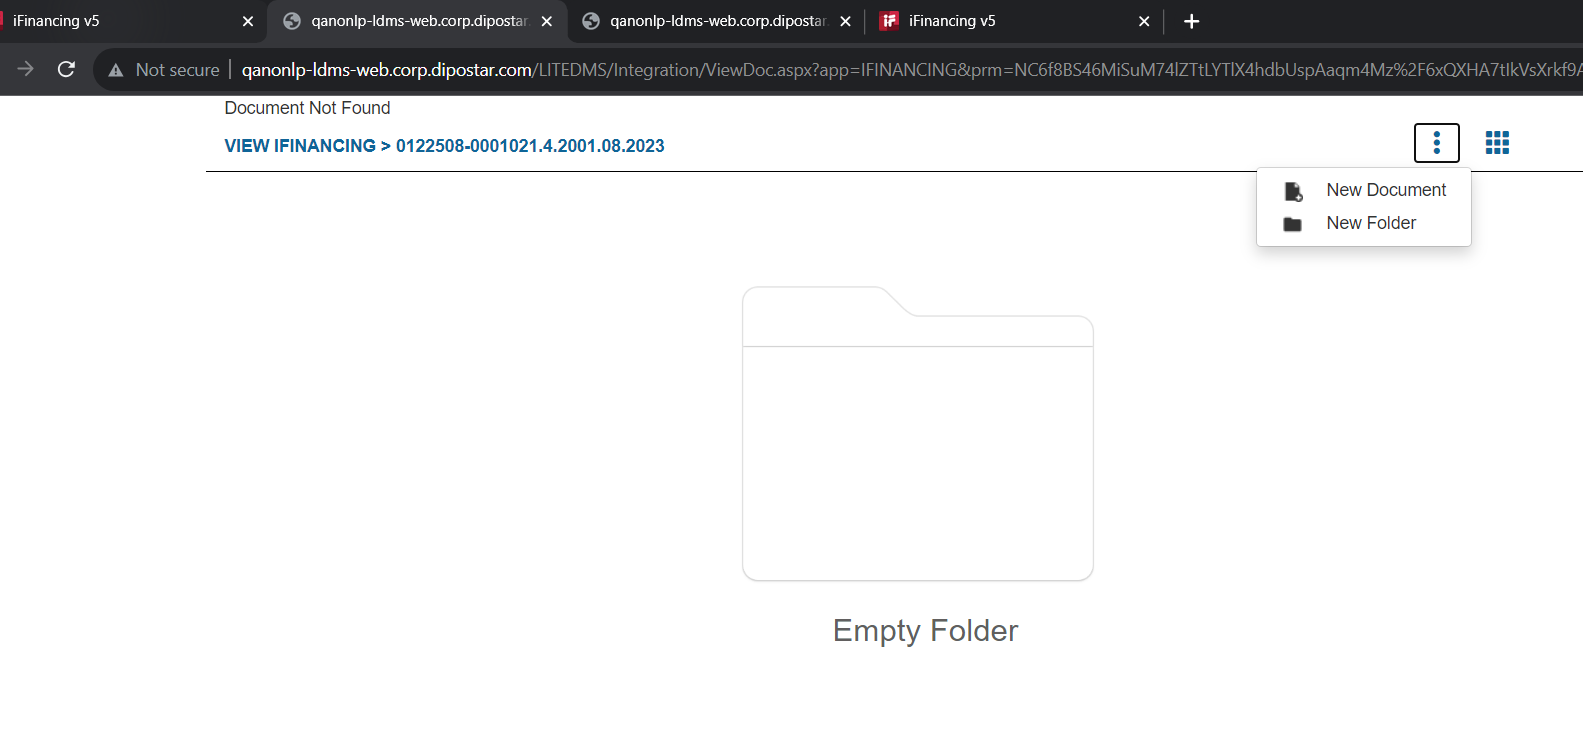 iFinancing v5
qanonlp-ldms-web.corp.dipostar.
qanonlp-ldms-web.corp.dipostar.
iFinancing v5
Not secure
qanonlp-ldms-web.corp.dipostar.com/LITEDMS/Integration/ViewDoc.aspx?app=IFINANCING&prm=
Document Not Found
VIEW IFINANCING > 0122508-0001021.4.2001.08.2023
New Document
New Folder
Empty Folder